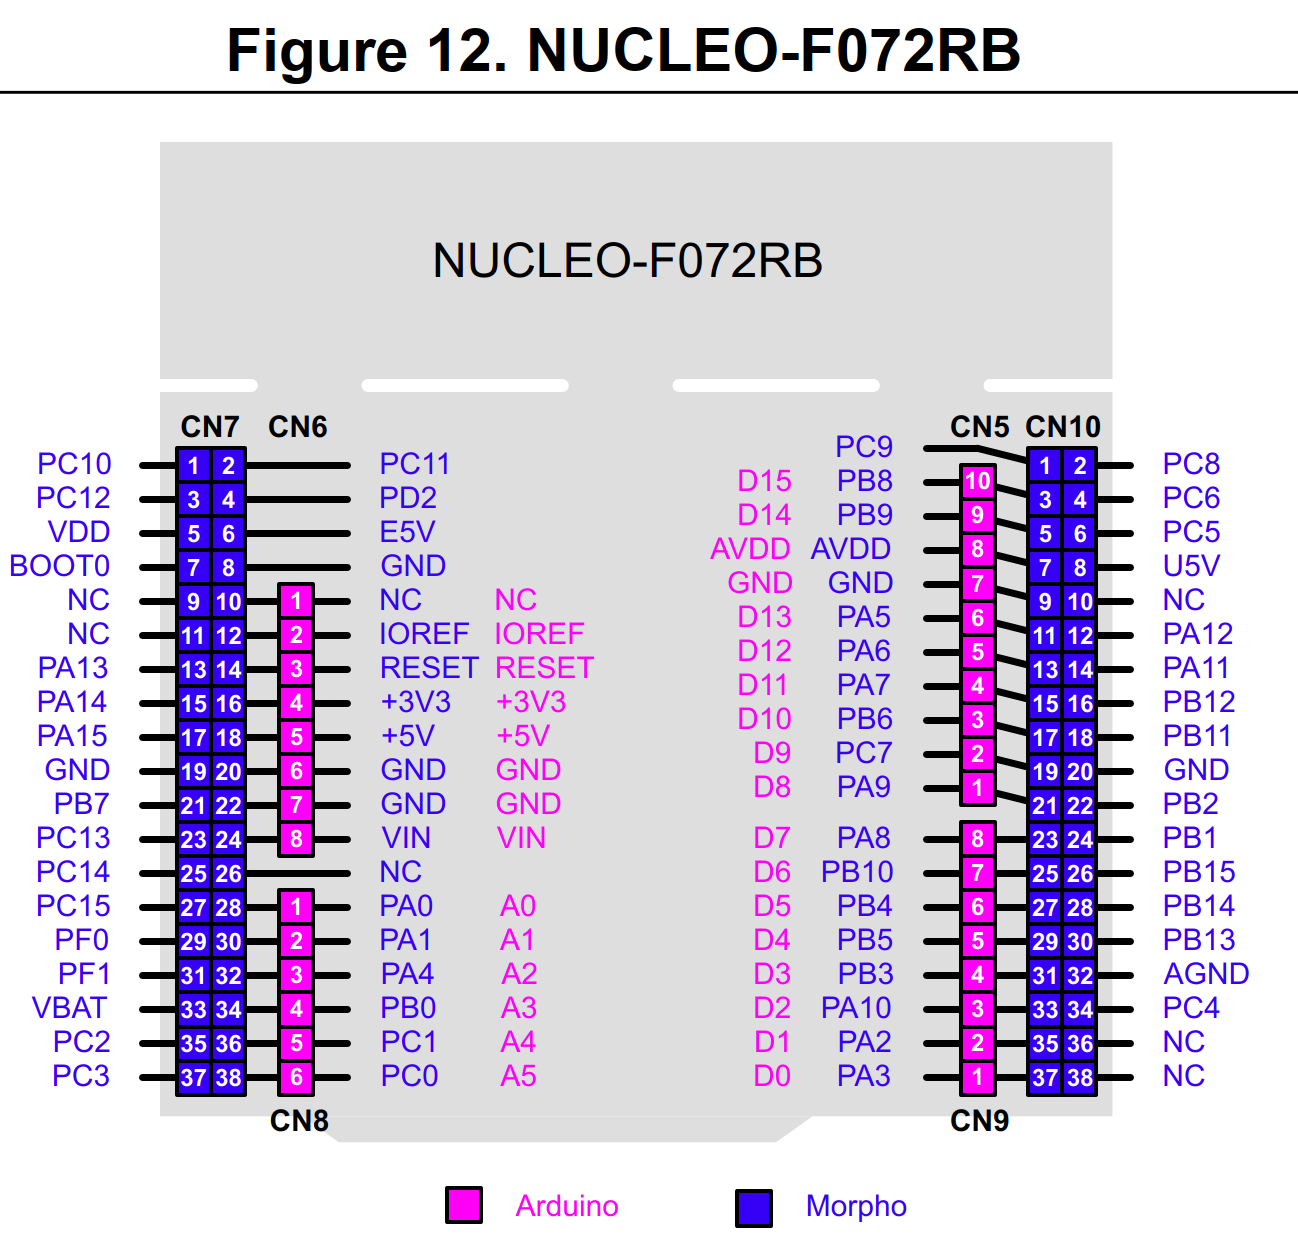 Figure 12. NUCLEO-F072RB
NUCLEO-F072RB
CN7 CN6 CN5 CN10
PC9
PC10 1 2 PC11 1 2 PC8
D15 PB8 10
PC12 3 4 PD2 3 4 PC6
D14 PB9 9
VDD 5 6 E5V 5 6 PC5
AVDD AVDD 8
BOOT0 7 8 GND 7 8 U5V
GND GND 7
NC 9 10 1 NC NC 9 10 NC
D13 PA5 6
NC 11 12 2 IOREF IOREF 11 12 PA12
D12 PA6 5
PA13 13 14 3 RESET RESET 13 14 PA11
D11 PA7 4
PA14 15 16 4 +3V3 +3V3 15 16 PB12
D10 PB6 3
PA15 17 18 5 +5V +5V 17 18 PB11
D9 PC7 2
GND 19 20 6 GND GND 19 20 GND
D8 PA9 1
PB7 21 22 7 GND GND 21 22 PB2
PC13 23 24 8 VIN VIN D7 PA8 8 23 24 PB1
PC14 25 26 NC D6 PB10 7 25 26 PB15
PC15 27 28 1 PA0 A0 D5 PB4 6 27 28 PB14
PF0 29 30 2 PA1 A1 D4 PB5 5 29 30 PB13
PF1 31 32 3 PA4 A2 D3 PB3 4 31 32 AGND
VBAT 33 34 4 PB0 A3 D2 PA10 3 33 34 PC4
PC2 35 36 5 PC1 A4 D1 PA2 2 35 36 NC
PC3 37 38 6 PC0 A5 D0 PA3 1 37 38 NC
CN8 CN9
Arduino Morpho